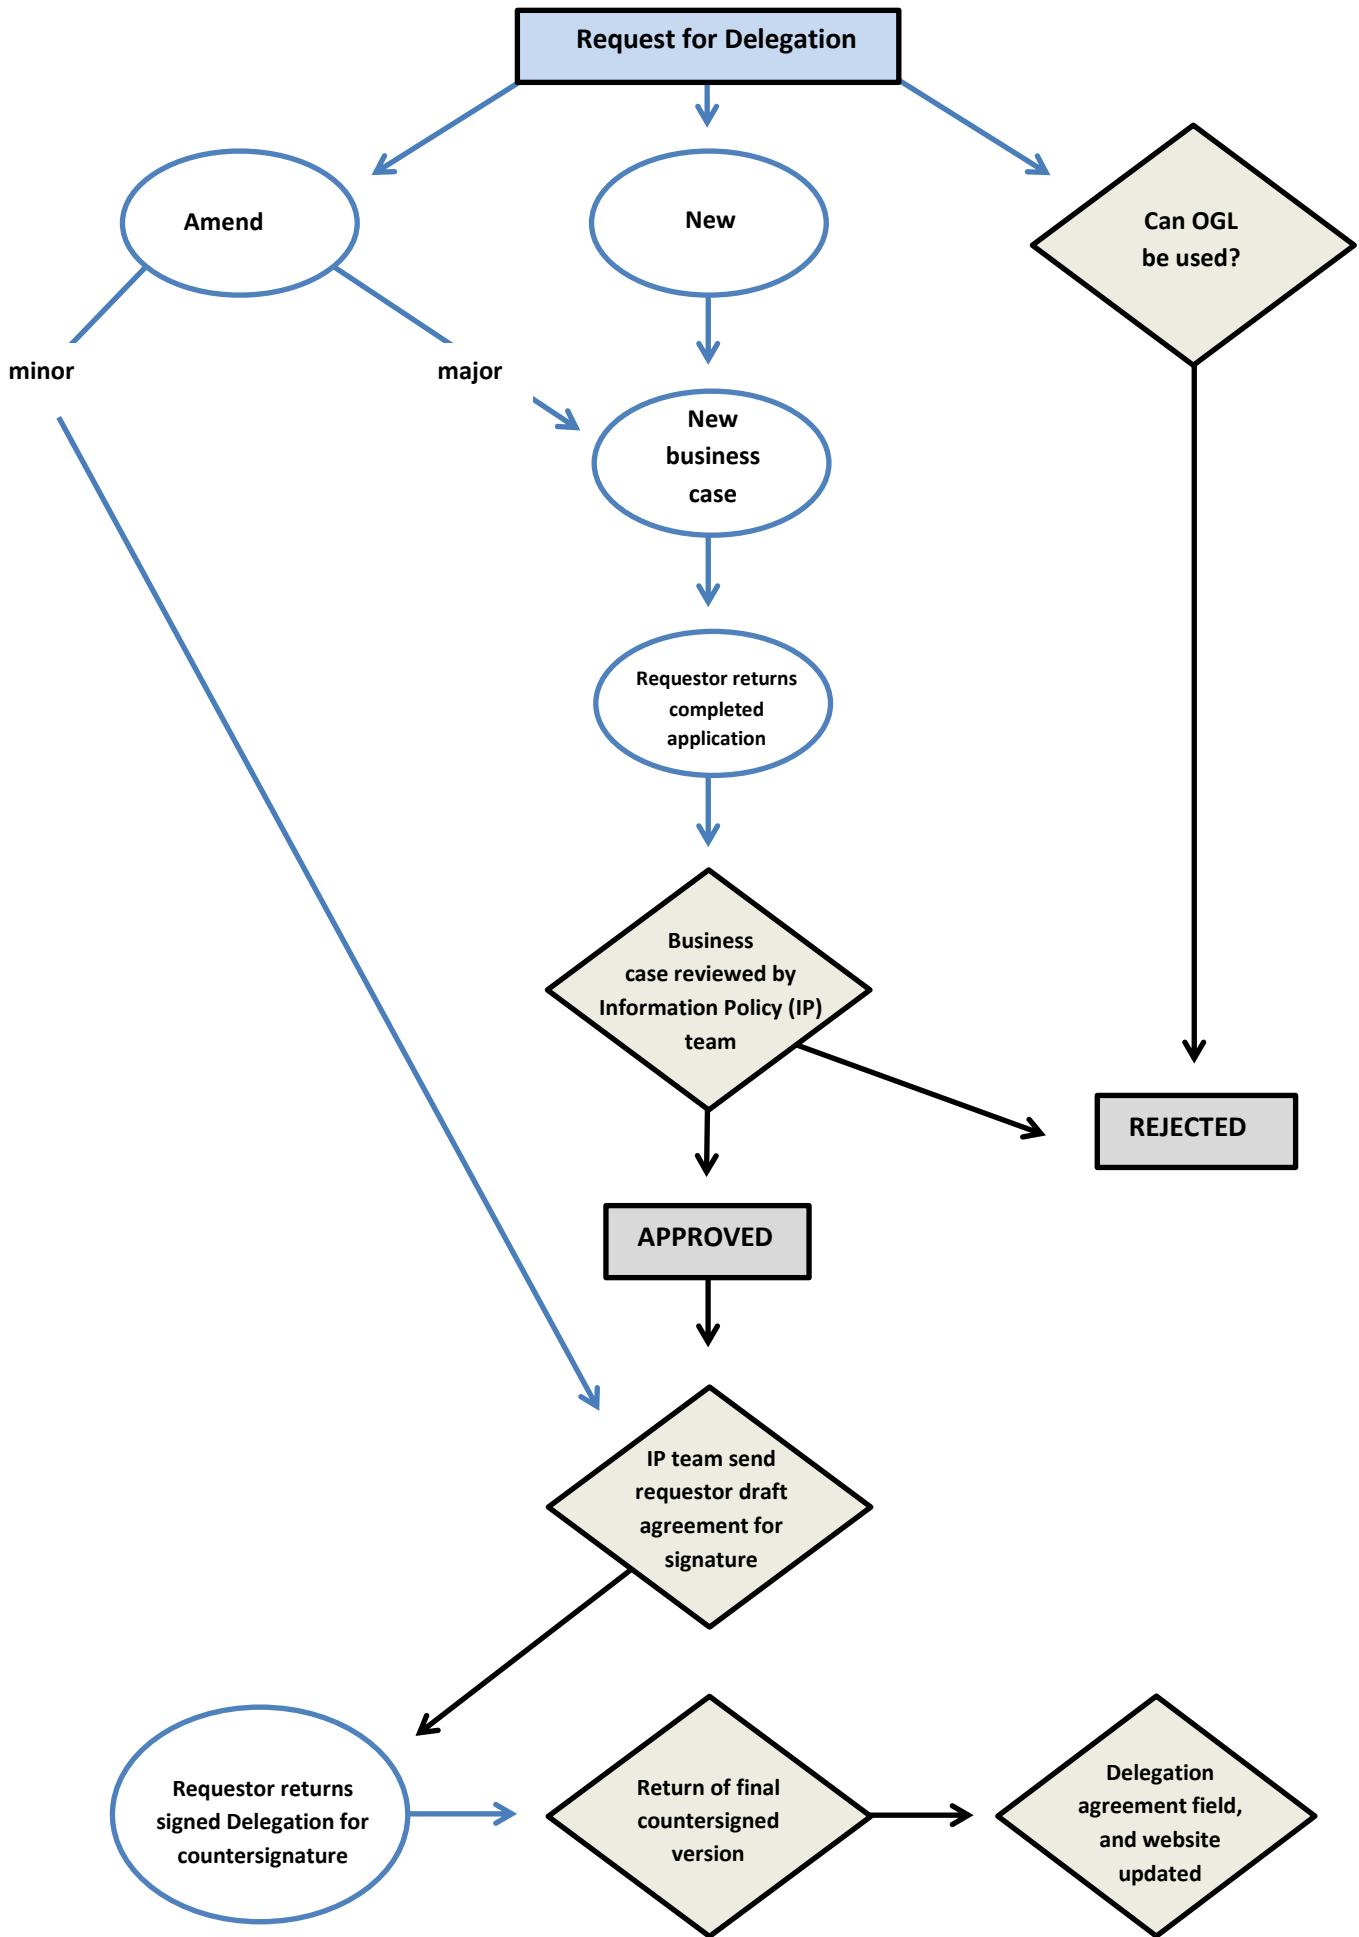 Request for Delegation
Amend
New
Can OGL
be used?
minor
major
New
business
case
Requestor returns
completed
application
Business
case reviewed by
Information Policy (IP)
team
REJECTED
APPROVED
IP team send
requestor draft
agreement for
signature
Requestor returns
signed Delegation for
countersignature
Return of final
countersigned
version
Delegation
agreement field,
and website
updated